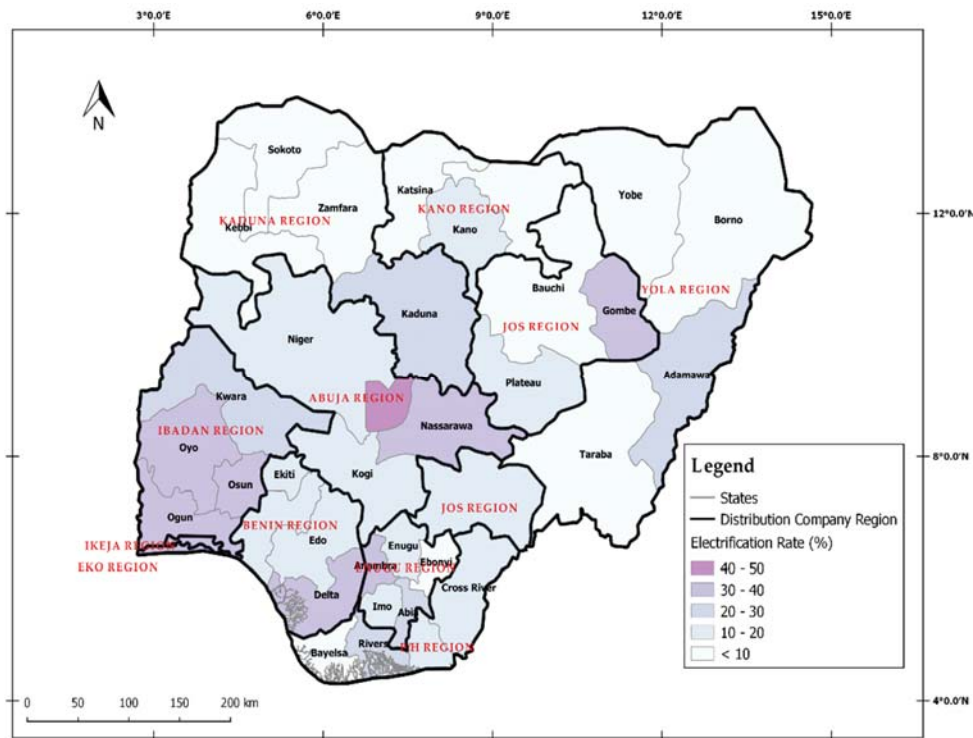 3°0.0'E 6°0.0'E 9°0.0'E 12°0.0'E 15°0.0'E
N
Sokoto
Katsina
Yobe
Zamfara
KANO REGION
12°0.0'N
KADUNA REGION
Borno
Kebbi
Kano
Bauchi
YOLA REGION
Kaduna
Gombe
JOS REGION
Niger
Plateau
Adamawa
Kwara
ABUJA REGION
Nassarawa
IBADAN REGION
Oyo
Taraba
8°0.0'N
Kogi
Ekiti
Osun
JOS REGION
Ogun
BENIN REGION
Edo
Enugu
IKEJA REGION
Ebonyi
EKO REGION
Cross River
Delta
Imo
Rivers
Bayelsa
Legend
States
Distribution Company Region
Electrification Rate (%)
40 - 50
30 - 40
20 - 30
10 - 20
< 10
0 50 100 150 200 km
4°0.0'N